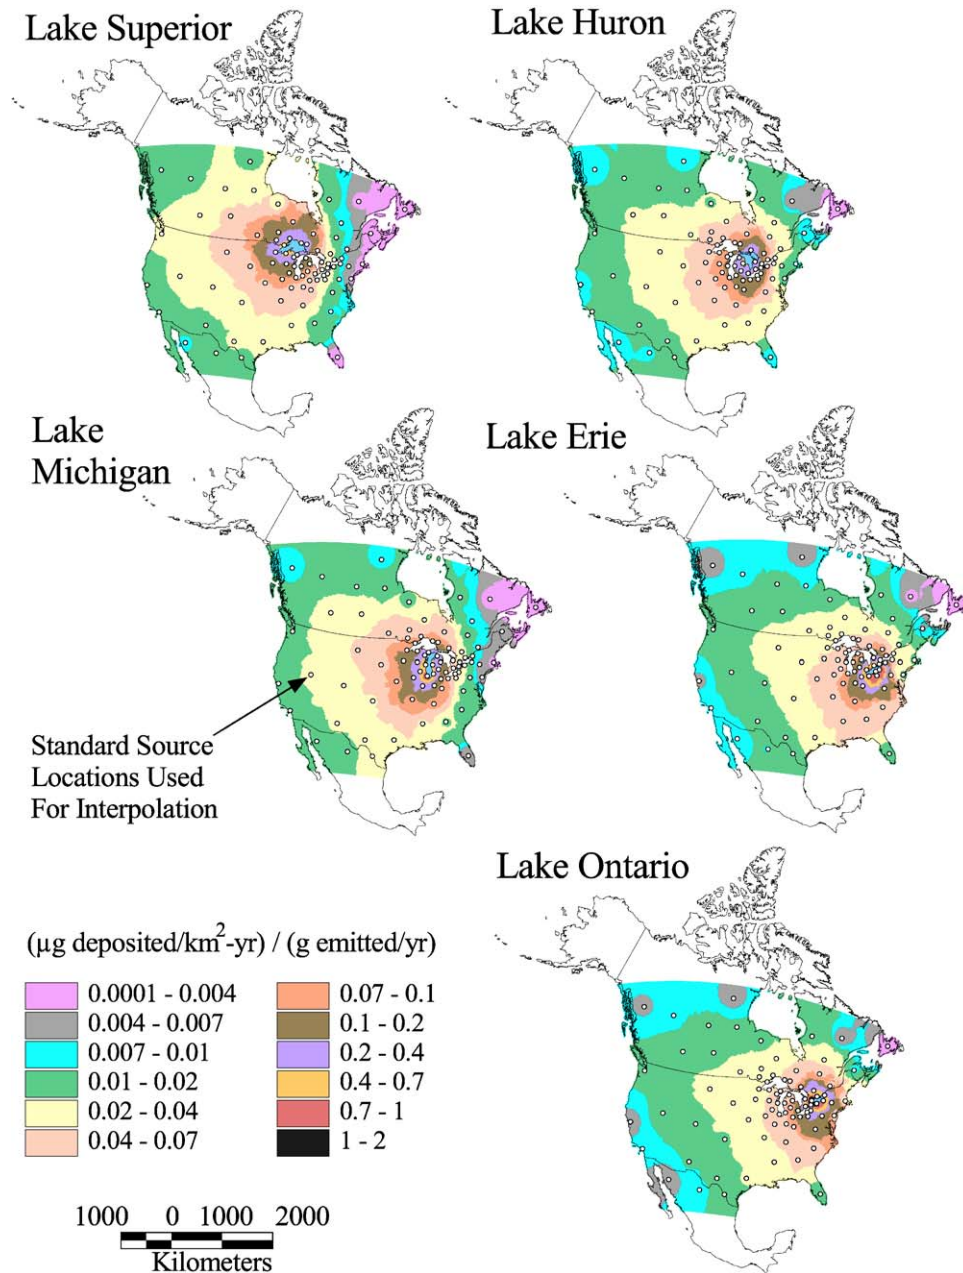 Lake Superior
Lake Huron
Lake
Michigan
Lake Erie
Standard Source
Locations Used
For Interpolation
Lake Ontario
(µg deposited/km²-yr) / (g emitted/yr)
0.0001 - 0.004
0.004 - 0.007
0.007 - 0.01
0.01 - 0.02
0.02 - 0.04
0.04 - 0.07
0.07 - 0.1
0.1 - 0.2
0.2 - 0.4
0.4 - 0.7
0.7 - 1
1 - 2
1000 0 1000 2000
Kilometers